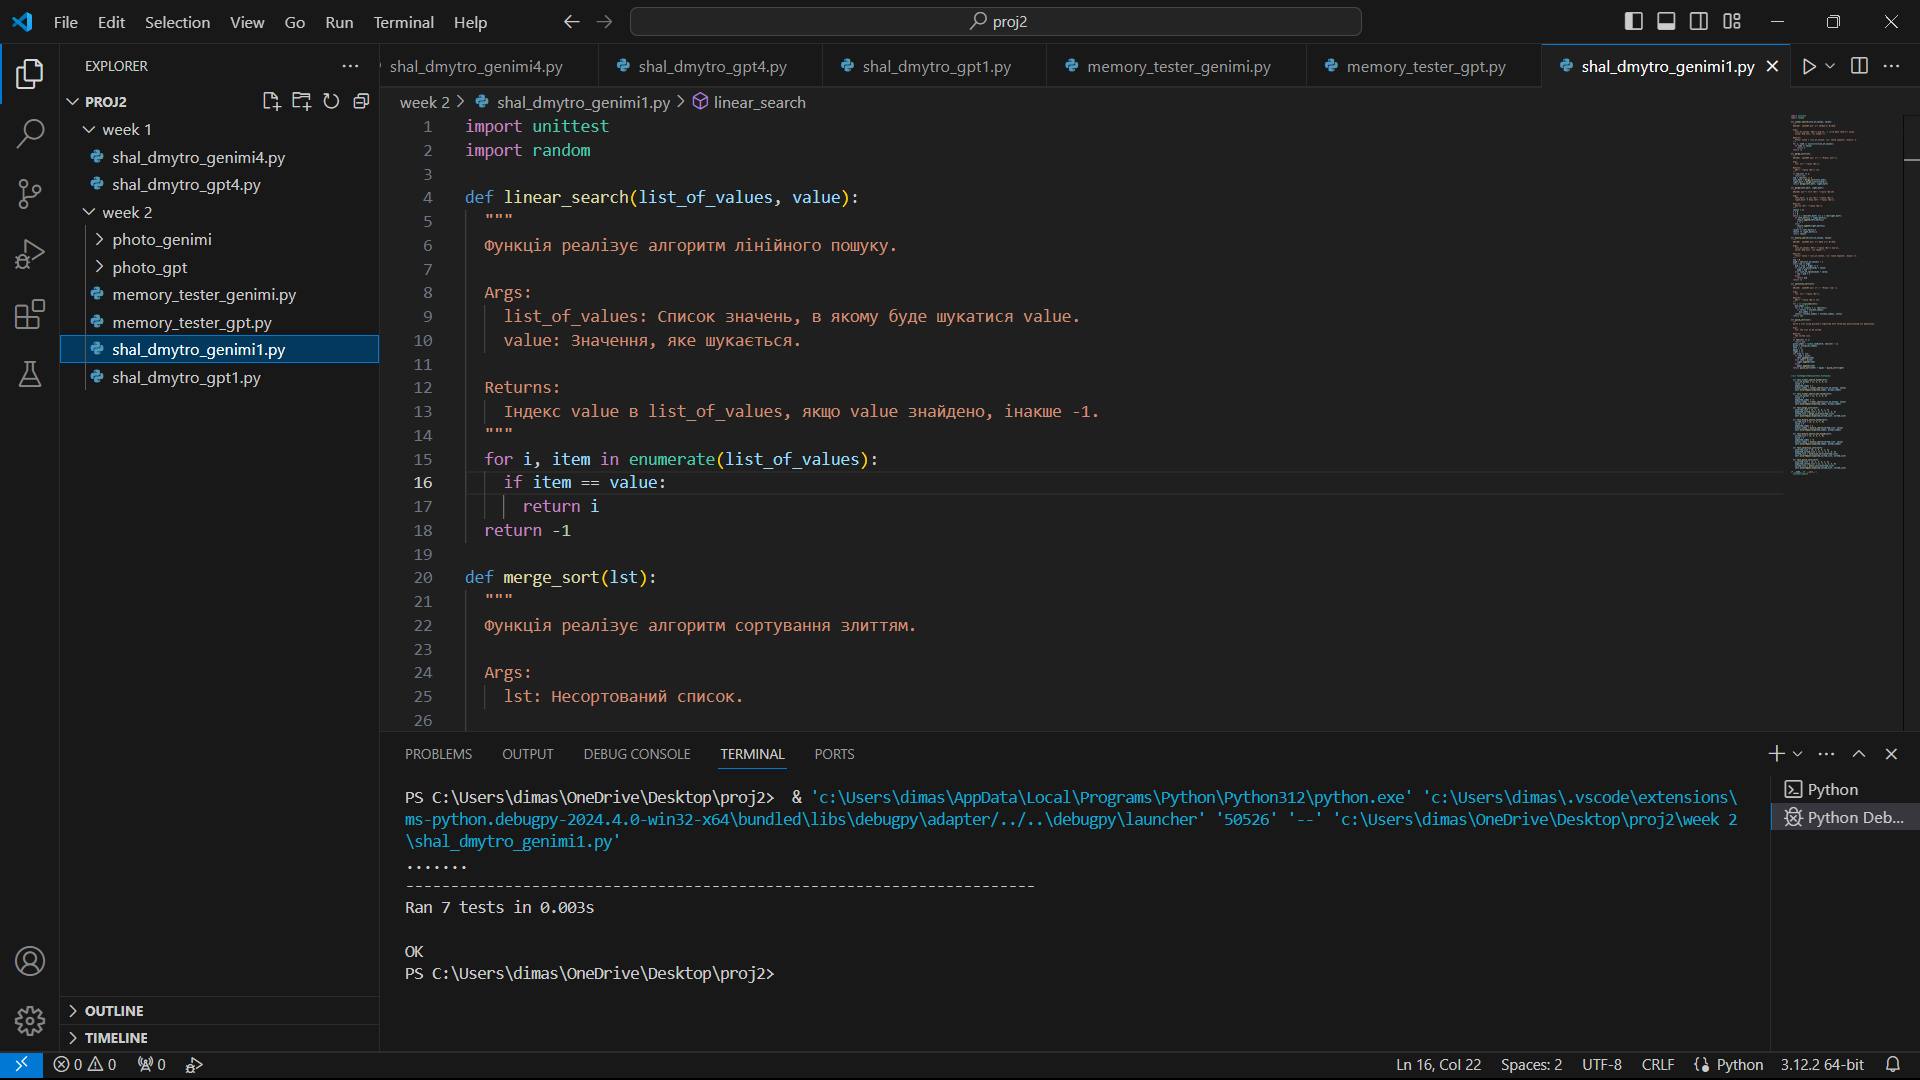 File Edit Selection View Go Run Terminal Help
proj2
EXPLORER
PROJ2
week 1
shal_dmytro_genimi4.py
shal_dmytro_gpt4.py
week 2
photo_genimi
photo_gpt
memory_tester_genimi.py
memory_tester_gpt.py
shal_dmytro_genimi1.py
shal_dmytro_gpt1.py
OUTLINE
TIMELINE
shal_dmytro_genimi4.py shal_dmytro_gpt4.py shal_dmytro_gpt1.py memory_tester_genimi.py memory_tester_gpt.py shal_dmytro_genimi1.py
week 2 > shal_dmytro_genimi1.py > linear_search
1 import unittest
2 import random
3
4 def linear_search(list_of_values, value):
5 """
6 Функція реалізує алгоритм лінійного пошуку.
7
8 Args:
9 list_of_values: Список значень, в якому буде шукатися value.
10 value: Значення, яке шукається.
11
12 Returns:
13 Індекс value в list_of_values, якщо value знайдено, інакше -1.
14 """
15 for i, item in enumerate(list_of_values):
16 if item == value:
17 return i
18 return -1
19
20 def merge_sort(lst):
21 """
22 Функція реалізує алгоритм сортування злиттям.
23
24 Args:
25 lst: Несортований список.
26
PROBLEMS OUTPUT DEBUG CONSOLE TERMINAL PORTS
PS C:\Users\dimas\OneDrive\Desktop\proj2>  & 'c:\Users\dimas\AppData\Local\Programs\Python\Python312\python.exe' 'c:\Users\dimas\.vscode\extensions\
ms-python.debugpy-2024.4.0-win32-x64\bundled\libs\debugpy\adapter/../..\debugpy\launcher' '50526' '--' 'c:\Users\dimas\OneDrive\Desktop\proj2\week 2
\shal_dmytro_genimi1.py'
.......
----------------------------------------------------------------------
Ran 7 tests in 0.003s
OK
PS C:\Users\dimas\OneDrive\Desktop\proj2>
Python
Python Deb...
0 0 0
Ln 16, Col 22 Spaces: 2 UTF-8 CRLF Python 3.12.2 64-bit